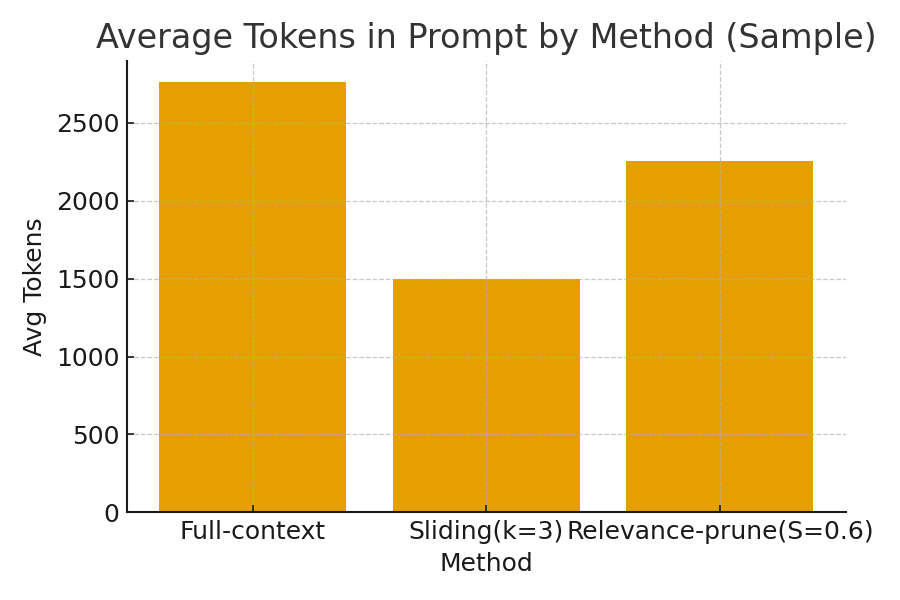 Average Tokens in Prompt by Method (Sample)
Avg Tokens
2500
2000
1500
1000
500
0
Full-context Sliding(k=3) Relevance-prune(S=0.6)
Method